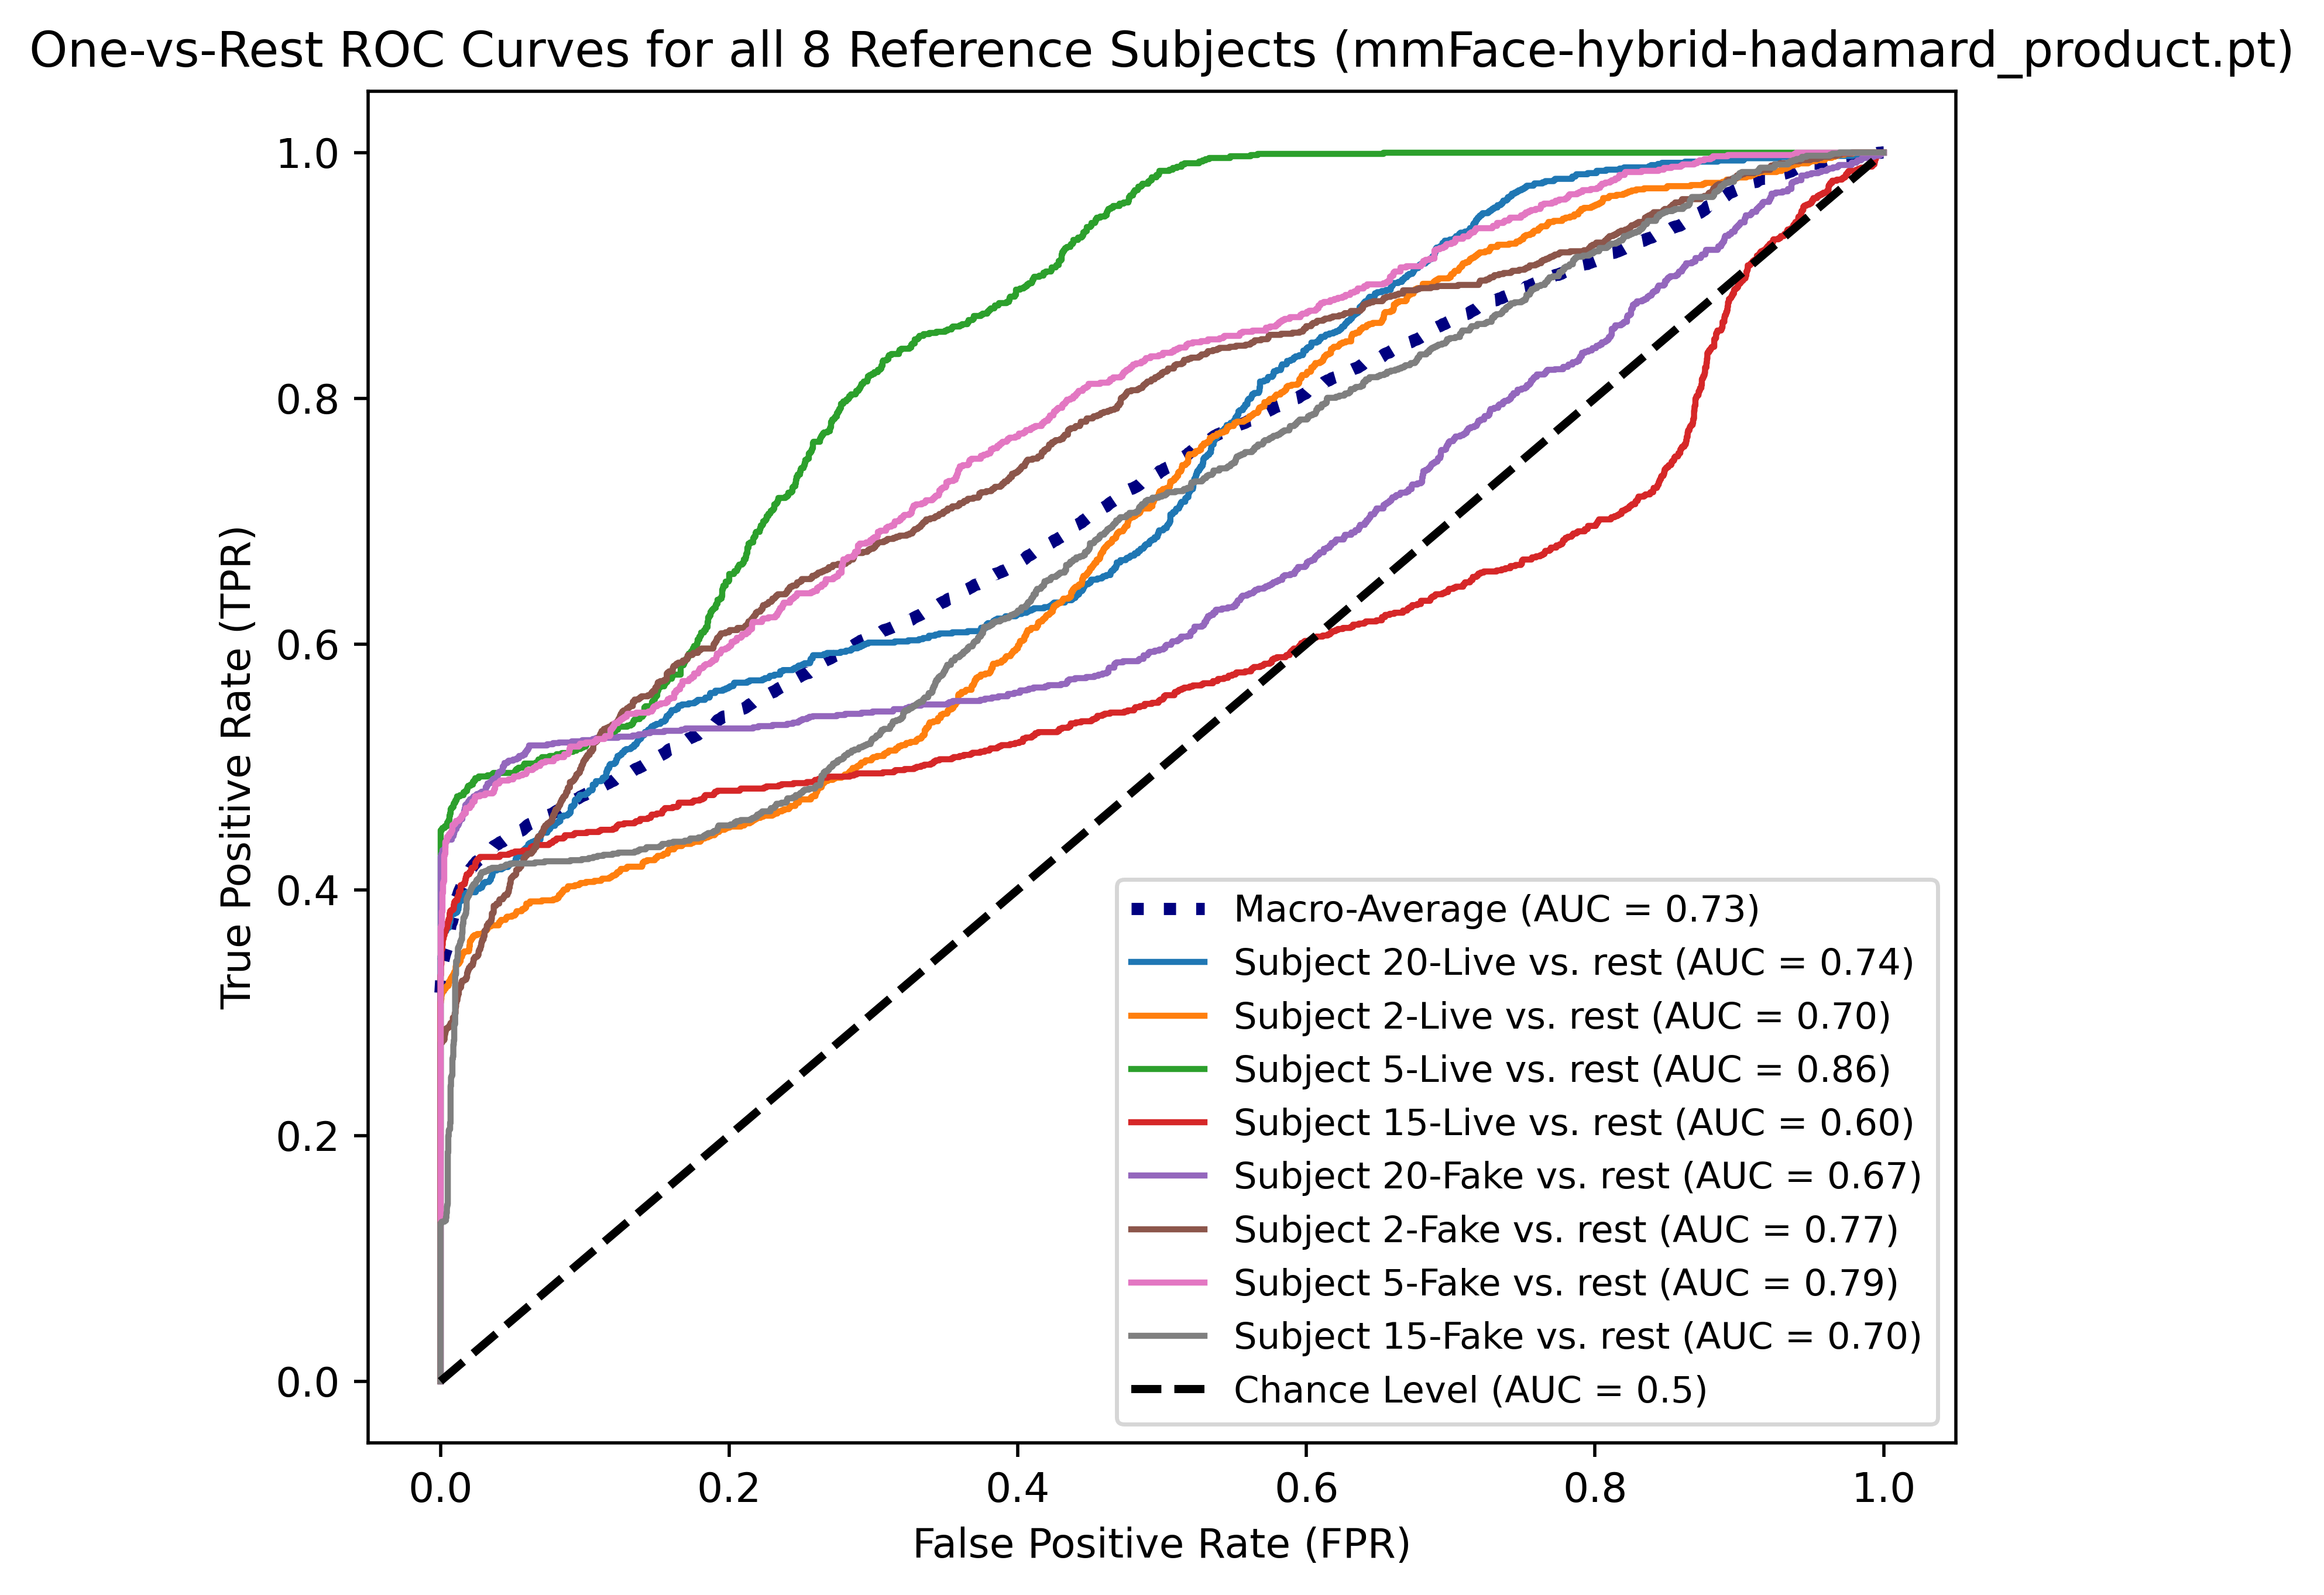 One-vs-Rest ROC Curves for all 8 Reference Subjects (mmFace-hybrid-hadamard_product.pt)
True Positive Rate (TPR)
1.0
0.8
0.6
0.4
0.2
0.0
Macro-Average (AUC = 0.73)
Subject 20-Live vs. rest (AUC = 0.74)
Subject 2-Live vs. rest (AUC = 0.70)
Subject 5-Live vs. rest (AUC = 0.86)
Subject 15-Live vs. rest (AUC = 0.60)
Subject 20-Fake vs. rest (AUC = 0.67)
Subject 2-Fake vs. rest (AUC = 0.77)
Subject 5-Fake vs. rest (AUC = 0.79)
Subject 15-Fake vs. rest (AUC = 0.70)
Chance Level (AUC = 0.5)
0.0 0.2 0.4 0.6 0.8 1.0
False Positive Rate (FPR)